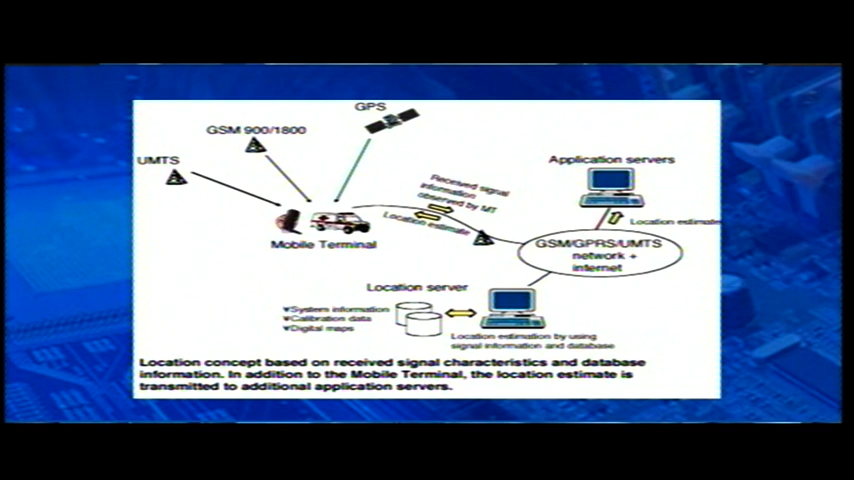 GPS
GSM 900/1800
UMTS
Application servers
Received signal
information
observed by MT
Location estimate
Location estimate
Mobile Terminal
GSM/GPRS/UMTS
network +
internet
Location server
System information
Calibration data
Digital maps
Location estimation by using
signal information and database
Location concept based on received signal characteristics and database
information. In addition to the Mobile Terminal, the location estimate is
transmitted to additional application servers.